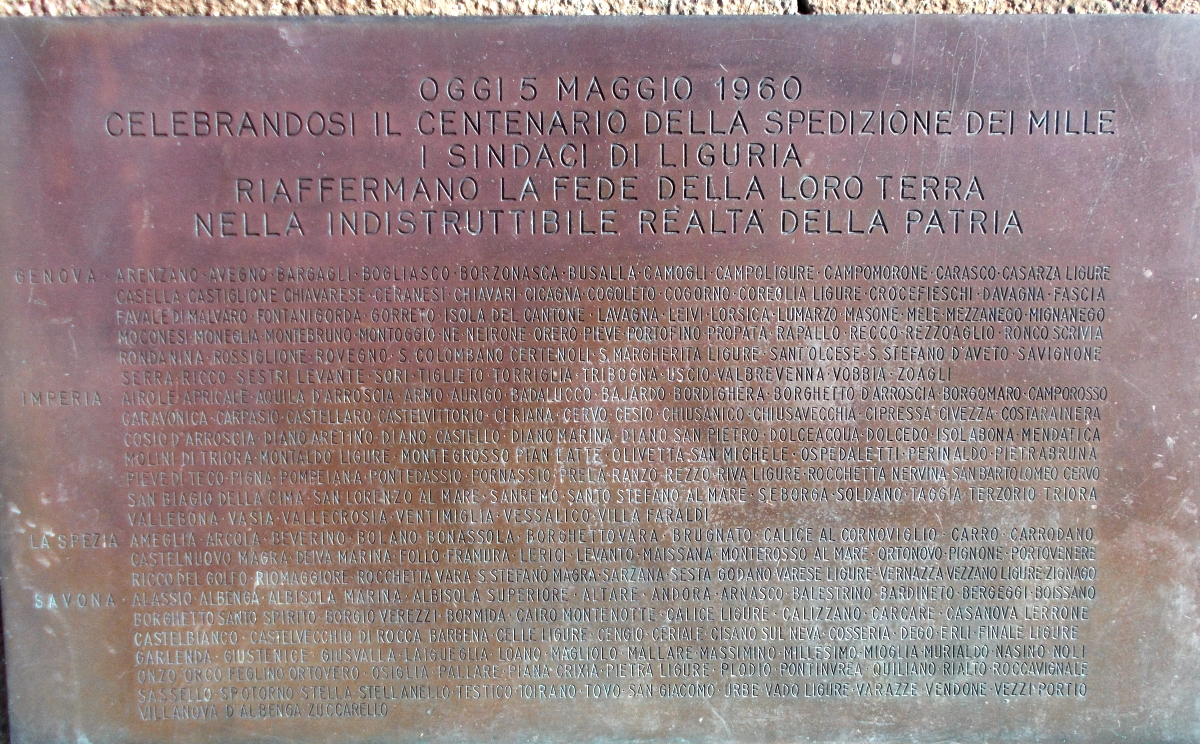 OGGI 5 MAGGIO 1960
CELEBRANDOSI IL CENTENARIO DELLA SPEDIZIONE DEI MILLE
I SINDACI DI LIGURIA
RIAFFERMANO LA FEDE DELLA LORO TERRA
NELLA INDISTRUTTIBILE REALTA DELLA PATRIA
GENOVA · ARENZANO · AVEGNO · BARGAGLI · BOGLIASCO · BORZONASCA · BUSALLA · CAMOGLI · CAMPOLIGURE · CAMPOMORONE · CARASCO · CASARZA LIGURE
CASELLA · CASTIGLIONE CHIAVARESE · CERANESI · CHIAVARI · CICAGNA · COGOLETO · COGORNO · COREGLIA LIGURE · CROCEFIESCHI · DAVAGNA · FASCIA
FAVALE DI MALVARO · FONTANIGORDA · GORRETO · ISOLA DEL CANTONE · LAVAGNA · LEIVI · LORSICA · LUMARZO · MASONE · MELE · MEZZANEGO · MIGNANEGO
MOCONESI · MONEGLIA · MONTEBRUNO · MONTOGGIO · NE · NEIRONE · ORERO · PIEVE · PORTOFINO · PROPATA · RAPALLO · RECCO · REZZOAGLIO · RONCO SCRIVIA
RONDANINA · ROSSIGLIONE · ROVEGNO · S. COLOMBANO CERTENOLI · S. MARGHERITA LIGURE · SANT'OLCESE · S. STEFANO D'AVETO · SAVIGNONE
SERRA RICCO · SESTRI LEVANTE · SORI · TIGLIETO · TORRIGLIA · TRIBOGNA · USCIO · VALBREVENNA · VOBBIA · ZOAGLI
IMPERIA · AIROLE · APRICALE · AQUILA D'ARROSCIA · ARMO · AURIGO · BADALUCCO · BAJARDO · BORDIGHERA · BORGHETTO D'ARROSCIA · BORGOMARO · CAMPOROSSO
CARAVONICA · CARPASIO · CASTELLARO · CASTELVITTORIO · CERIANA · CERVO · CESIO · CHIUSANICO · CHIUSAVECCHIA · CIPRESSA · CIVEZZA · COSTARAINERA
COSIO D'ARROSCIA · DIANO ARETINO · DIANO CASTELLO · DIANO MARINA · DIANO SAN PIETRO · DOLCEACQUA · DOLCEDO · ISOLABONA · MENDATICA
MOLINI DI TRIORA · MONTALDO LIGURE · MONTEGROSSO PIAN LATTE · OLIVETTA · SAN MICHELE · OSPEDALETTI · PERINALDO · PIETRABRUNA
PIEVE DI TECO · PIGNA · POMPEIANA · PONTEDASSIO · PORNASSIO · PRELA · RANZO · REZZO · RIVA LIGURE · ROCCHETTA NERVINA · SAN BARTOLOMEO CERVO
SAN BIAGIO DELLA CIMA · SAN LORENZO AL MARE · SANREMO · SANTO STEFANO AL MARE · SEBORGA · SOLDANO · TAGGIA · TERZORIO · TRIORA
VALLEBONA · VASIA · VALLECROSIA · VENTIMIGLIA · VESSALICO · VILLA FARALDI
LA SPEZIA · AMEGLIA · ARCOLA · BEVERINO · BOLANO · BONASSOLA · BORGHETTO VARA · BRUGNATO · CALICE AL CORNOVIGLIO · CARRO · CARRODANO
CASTELNUOVO MAGRA · DEIVA MARINA · FOLLO · FRAMURA · LERICI · LEVANTO · MAISSANA · MONTEROSSO AL MARE · ORTONOVO · PIGNONE · PORTOVENERE
RICCO DEL GOLFO · RIOMAGGIORE · ROCCHETTA VARA · S STEFANO MAGRA · SARZANA · SESTA GODANO · VARESE LIGURE · VERNAZZA · VEZZANO LIGURE · ZIGNAGO
SAVONA · ALASSIO · ALBENGA · ALBISOLA MARINA · ALBISOLA SUPERIORE · ALTARE · ANDORA · ARNASCO · BALESTRINO · BARDINETO · BERGEGGI · BOISSANO
BORGHETTO SANTO SPIRITO · BORGIO VEREZZI · BORMIDA · CAIRO MONTENOTTE · CALICE LIGURE · CALIZZANO · CARCARE · CASANOVA LERRONE
CASTELBIANCO · CASTELVECCHIO DI ROCCA BARBENA · CELLE LIGURE · CENGIO · CERIALE · CISANO SUL NEVA · COSSERIA · DEGO · ERLI · FINALE LIGURE
GARLENDA · GIUSTENICE · GIUSVALLA · LAIGUEGLIA · LOANO · MAGLIOLO · MALLARE · MASSIMINO · MILLESIMO · MIOGLIA · MURIALDO · NASINO · NOLI
ONZO · ORCO FEGLINO · ORTOVERO · OSIGLIA · PALLARE · PIANA CRIXIA · PIETRA LIGURE · PLODIO · PONTINVREA · QUILIANO · RIALTO · ROCCAVIGNALE
SASSELLO · SPOTORNO · STELLA · STELLANELLO · TESTICO · TOIRANO · TOVO · SAN GIACOMO · URBE · VADO LIGURE · VARAZZE · VENDONE · VEZZI PORTIO
VILLANOVA D'ALBENGA · ZUCCARELLO